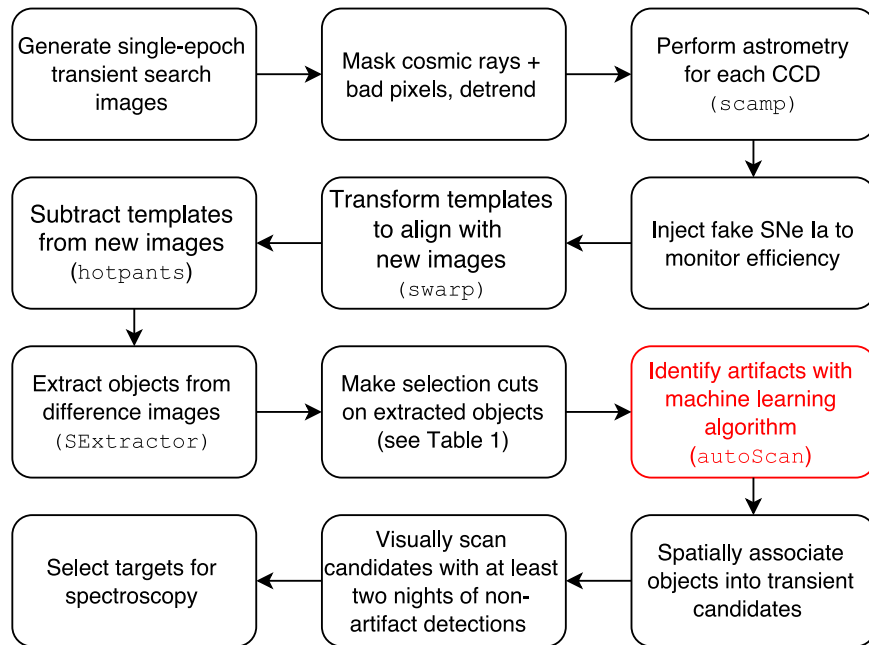 Generate single-epoch
transient search
images
Mask cosmic rays +
bad pixels, detrend
Perform astrometry
for each CCD
(scamp)
Subtract templates
from new images
(hotpants)
Transform templates
to align with
new images
(swarp)
Inject fake SNe Ia to
monitor efficiency
Extract objects from
difference images
(SExtractor)
Make selection cuts
on extracted objects
(see Table 1)
Identify artifacts with
machine learning
algorithm
(autoScan)
Select targets for
spectroscopy
Visually scan
candidates with at least
two nights of non-
artifact detections
Spatially associate
objects into transient
candidates